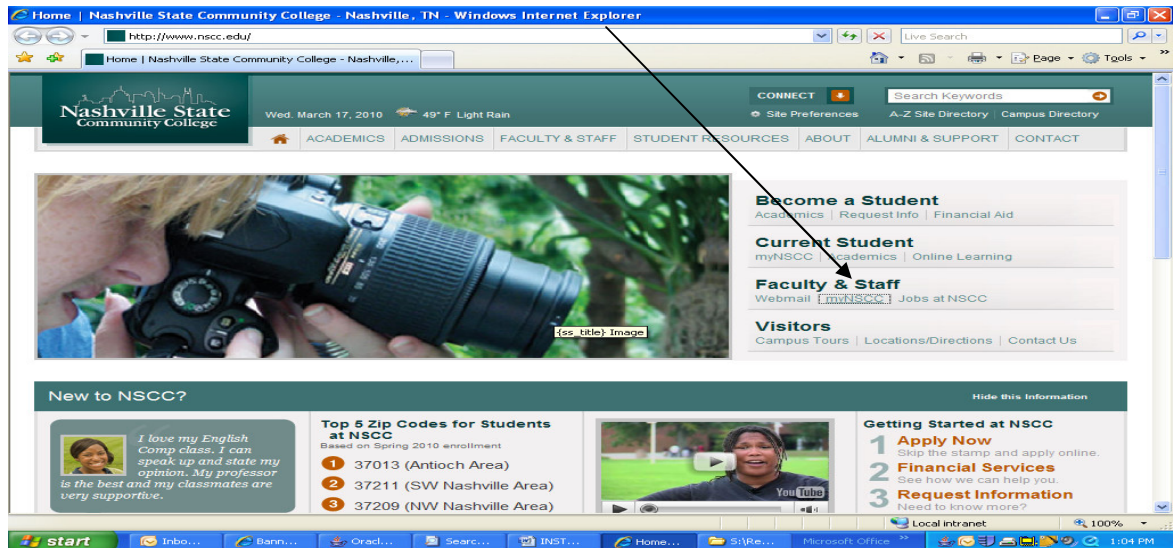 Home | Nashville State Community College - Nashville, TN - Windows Internet Explorer
http://www.nscc.edu/
Live Search
Home | Nashville State Community College - Nashville,...
Page
Tools
Nashville State
Community College
Wed. March 17, 2010
49° F Light Rain
CONNECT
Site Preferences
Search Keywords
A-Z Site Directory | Campus Directory
ACADEMICS ADMISSIONS FACULTY & STAFF STUDENT RESOURCES ABOUT ALUMNI & SUPPORT CONTACT
{ss_title} Image
Become a Student
Academics | Request Info | Financial Aid
Current Student
myNSCC | Academics | Online Learning
Faculty & Staff
Webmail | myNSCC | Jobs at NSCC
Visitors
Campus Tours | Locations/Directions | Contact Us
New to NSCC?
Hide this Information
I love my English
Comp class. I can
speak up and state my
opinion. My professor
is the best and my classmates are
very supportive.
Top 5 Zip Codes for Students
at NSCC
Based on Spring 2010 enrollment
1 37013 (Antioch Area)
2 37211 (SW Nashville Area)
3 37209 (NW Nashville Area)
YouTube
Getting Started at NSCC
1 Apply Now
Skip the stamp and apply online.
2 Financial Services
See how we can help you.
3 Request Information
Need to know more?
Local intranet
100%
start
Inbo...
Bann...
Oracl...
Searc...
INST...
Home...
S:\Re...
Microsoft Office
1:04 PM